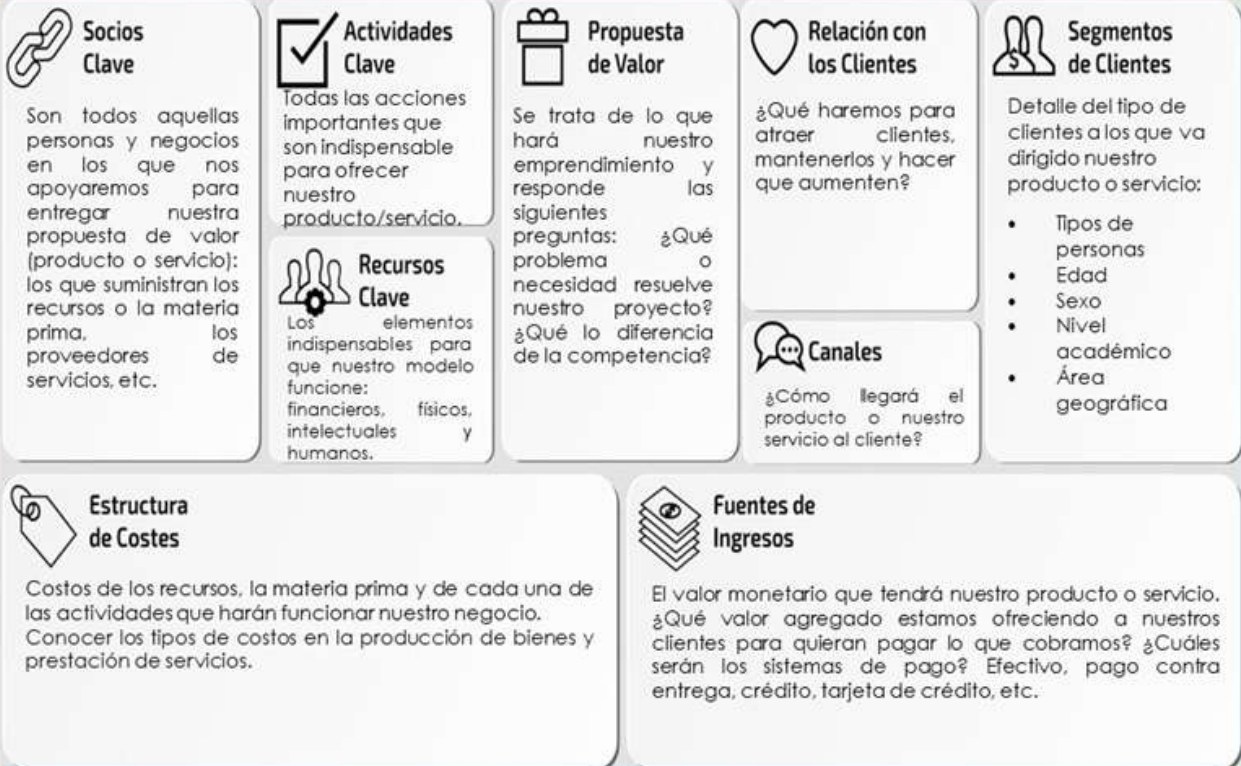 Socios
Clave
Son todos aquellas
personas y negocios
en los que nos
apoyaremos para
entregar nuestra
propuesta de valor
(producto o servicio):
los que suministran los
recursos o la materia
prima, los
proveedores de
servicios, etc.
Actividades
Clave
Todas las acciones
importantes que
son indispensable
para ofrecer
nuestro
producto/servicio.
Recursos
Clave
Los elementos
indispensables para
que nuestro modelo
funcione:
financieros, físicos,
intelectuales y
humanos.
Propuesta
de Valor
Se trata de lo que
hará nuestro
emprendimiento y
responde las
siguientes
preguntas: ¿Qué
problema o
necesidad resuelve
nuestro proyecto?
¿Qué lo diferencia
de la competencia?
Relación con
los Clientes
¿Qué haremos para
atraer clientes,
mantenerlos y hacer
que aumenten?
Canales
¿Cómo llegará el
producto o nuestro
servicio al cliente?
Segmentos
de Clientes
Detalle del tipo de
clientes a los que va
dirigido nuestro
producto o servicio:
• Tipos de
personas
• Edad
• Sexo
• Nivel
académico
• Área
geográfica
Estructura
de Costes
Costos de los recursos, la materia prima y de cada una de
las actividades que harán funcionar nuestro negocio.
Conocer los tipos de costos en la producción de bienes y
prestación de servicios.
Fuentes de
Ingresos
El valor monetario que tendrá nuestro producto o servicio.
¿Qué valor agregado estamos ofreciendo a nuestros
clientes para quieran pagar lo que cobramos? ¿Cuáles
serán los sistemas de pago? Efectivo, pago contra
entrega, crédito, tarjeta de crédito, etc.